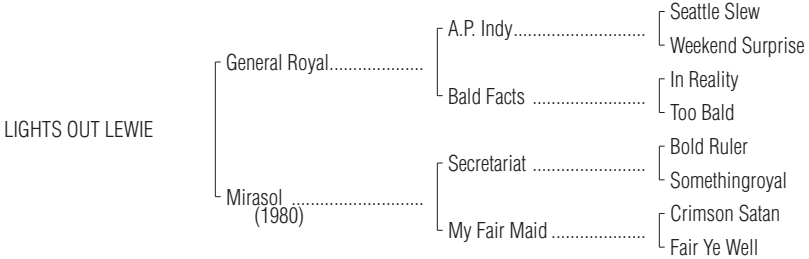 Seattle Slew
A.P. Indy
Weekend Surprise
General Royal
In Reality
Bald Facts
Too Bald
LIGHTS OUT LEWIE
Bold Ruler
Secretariat
Somethingroyal
Mirasol
(1980)
Crimson Satan
My Fair Maid
Fair Ye Well